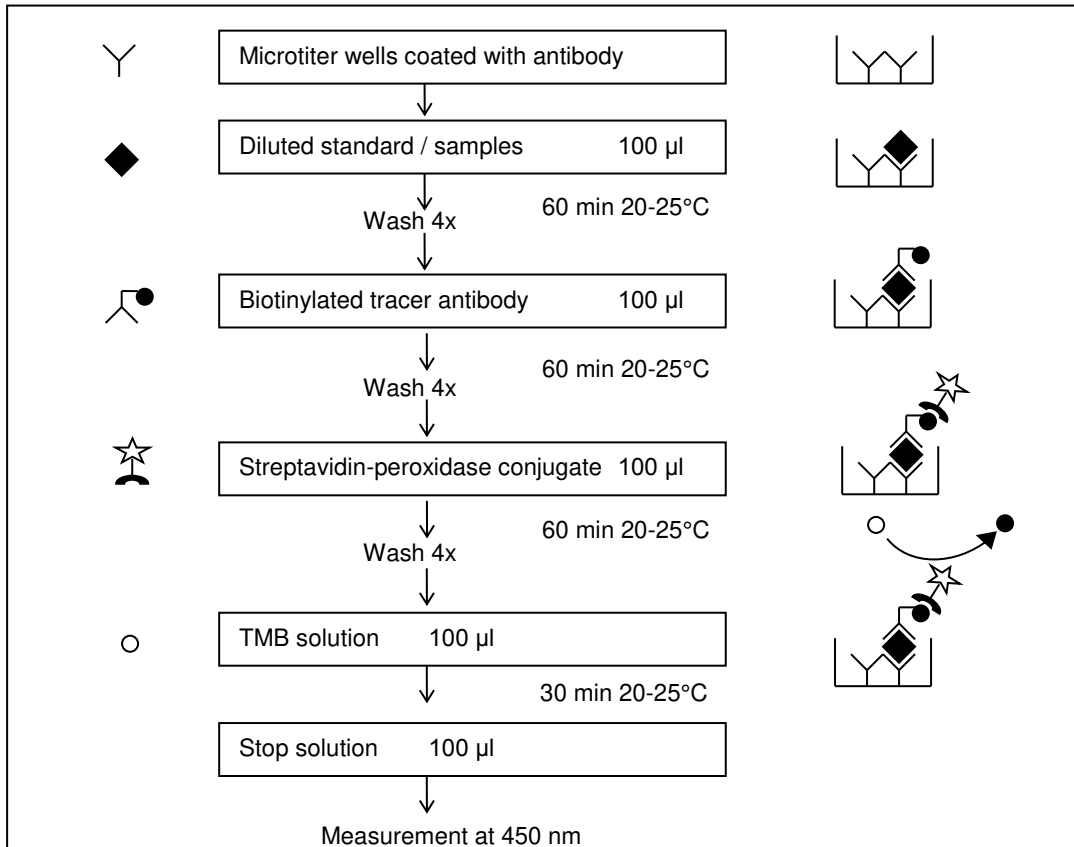 Microtiter wells coated with antibody
Diluted standard / samples 100 µl
60 min 20-25°C
Wash 4x
Biotinylated tracer antibody 100 µl
60 min 20-25°C
Wash 4x
Streptavidin-peroxidase conjugate 100 µl
60 min 20-25°C
Wash 4x
TMB solution 100 µl
30 min 20-25°C
Stop solution 100 µl
Measurement at 450 nm